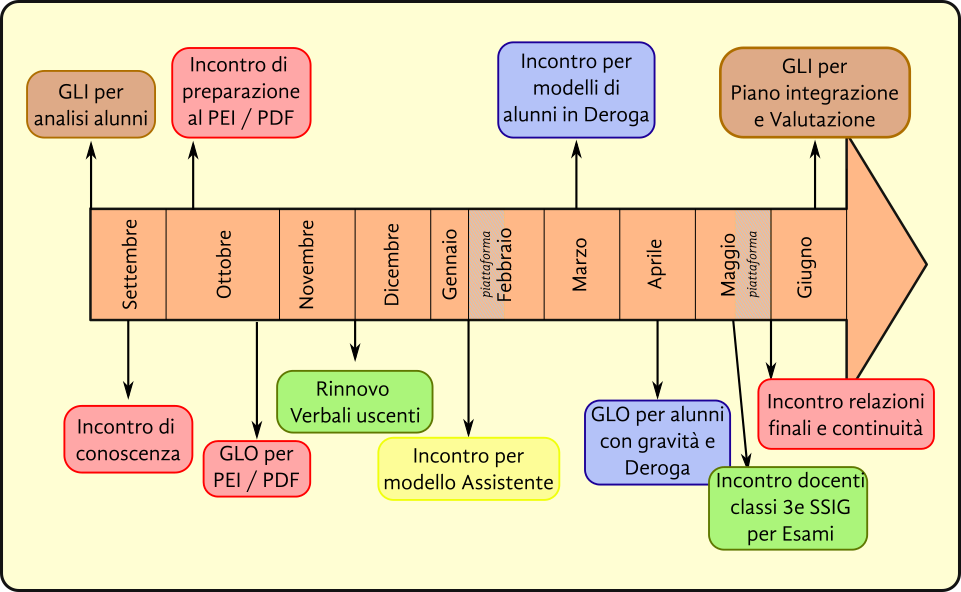 GLI per
analisi alunni
Incontro di
preparazione
al PEI / PDF
Incontro per
modelli di
alunni in Deroga
GLI per
Piano integrazione
e Valutazione
Settembre
Ottobre
Novembre
Dicembre
Gennaio
piattaforma
Febbraio
Marzo
Aprile
Maggio
piattaforma
Giugno
Incontro di
conoscenza
GLO per
PEI / PDF
Rinnovo
Verbali uscenti
Incontro per
modello Assistente
GLO per alunni
con gravità e
Deroga
Incontro docenti
classi 3e SSIG
per Esami
Incontro relazioni
finali e continuità